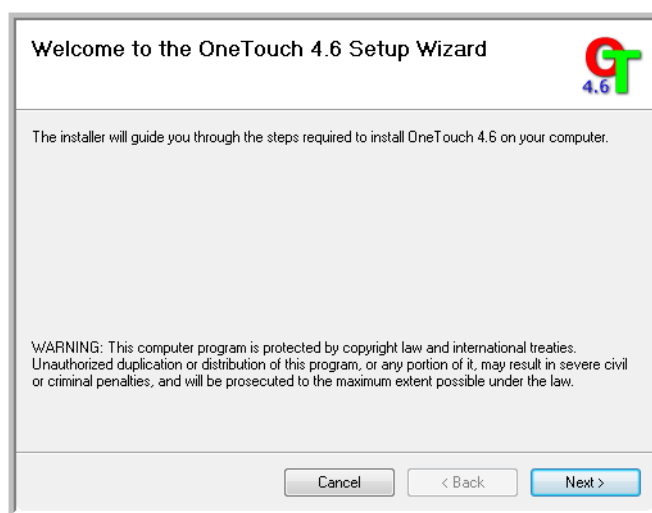 Welcome to the OneTouch 4.6 Setup Wizard
OT
4.6
The installer will guide you through the steps required to install OneTouch 4.6 on your computer.
WARNING: This computer program is protected by copyright law and international treaties.
Unauthorized duplication or distribution of this program, or any portion of it, may result in severe civil
or criminal penalties, and will be prosecuted to the maximum extent possible under the law.
Cancel
< Back
Next >